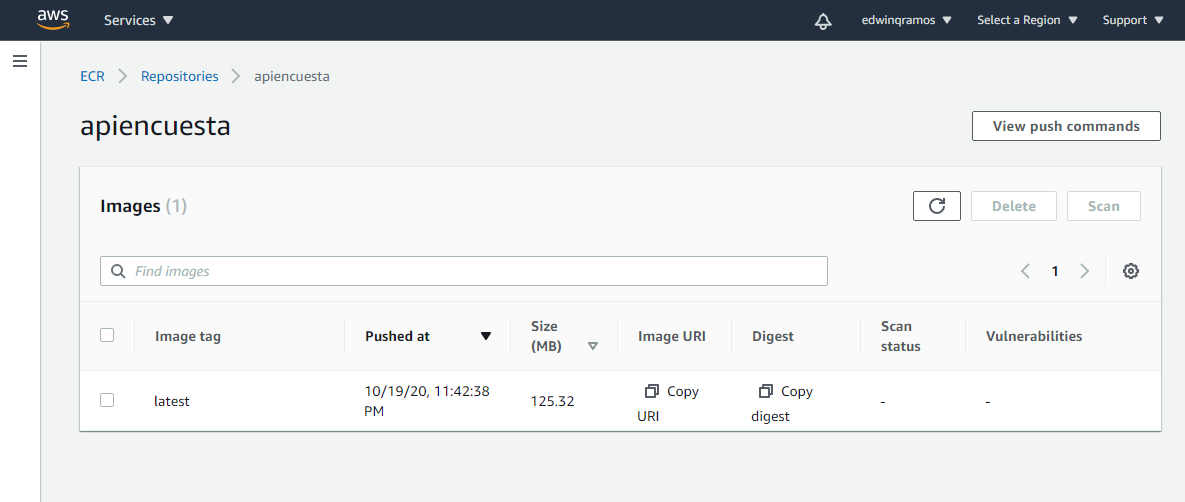 aws Services edwinqramos Select a Region Support
ECR Repositories apiencuesta
apiencuesta
View push commands
Images (1)
Delete
Scan
Find images
1
Image tag
Pushed at
Size
(MB)
Image URI
Digest
Scan
status
Vulnerabilities
latest
10/19/20, 11:42:38
PM
125.32
Copy
URI
Copy
digest
-
-